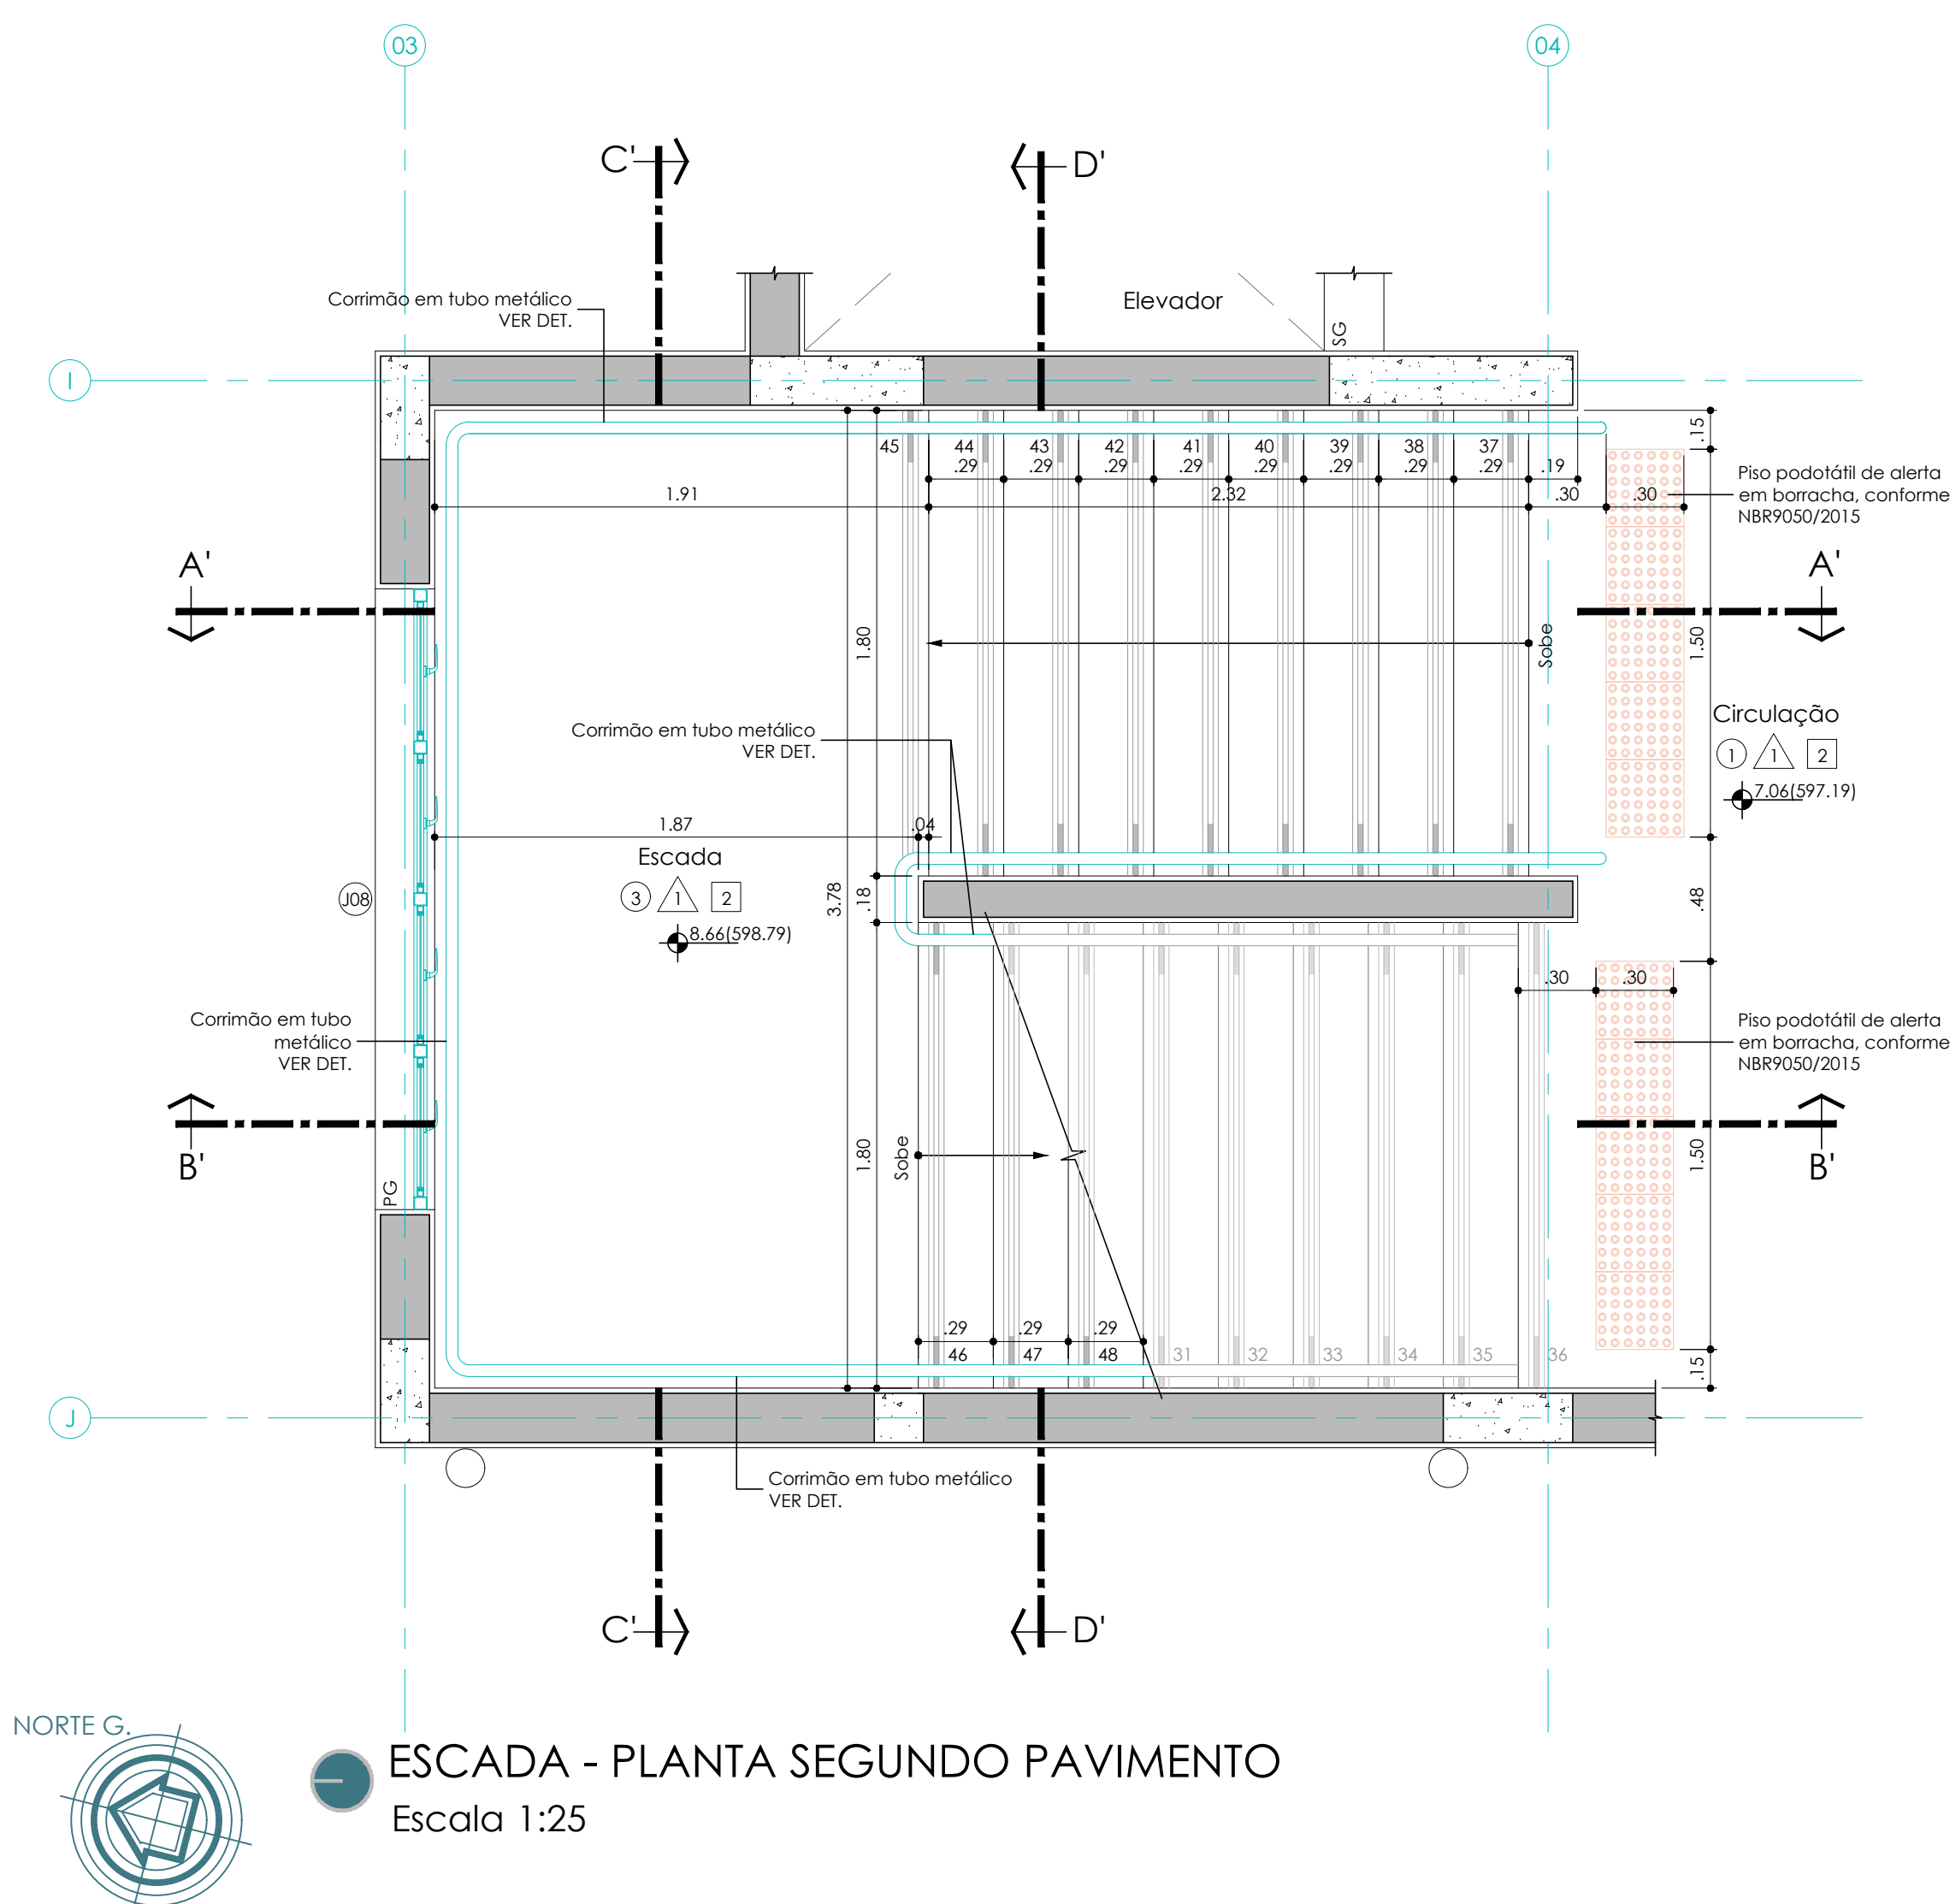 03
04
C'
D'
Elevador
Corrimão em tubo metálico
VER DET.
SG
I
45
44
43
42
41
40
39
38
37
.29
.29
.29
.29
.29
.29
.29
.29
.19
.15
1.91
2.32
.30
.30
Piso podotátil de alerta
em borracha, conforme
NBR9050/2015
A'
A'
1.80
Sobe
1.50
Corrimão em tubo metálico
VER DET.
Circulação
1
1
2
7.06(597.19)
1.87
.04
Escada
3
1
2
8.66(598.79)
J08
3.78
.18
.48
.30
.30
Corrimão em tubo
metálico
VER DET.
Piso podotátil de alerta
em borracha, conforme
NBR9050/2015
B'
B'
PG
1.80
Sobe
1.50
.29
.29
.29
46
47
48
31
32
33
34
35
36
.15
J
Corrimão em tubo metálico
VER DET.
C'
D'
NORTE G.
ESCADA - PLANTA SEGUNDO PAVIMENTO
Escala 1:25